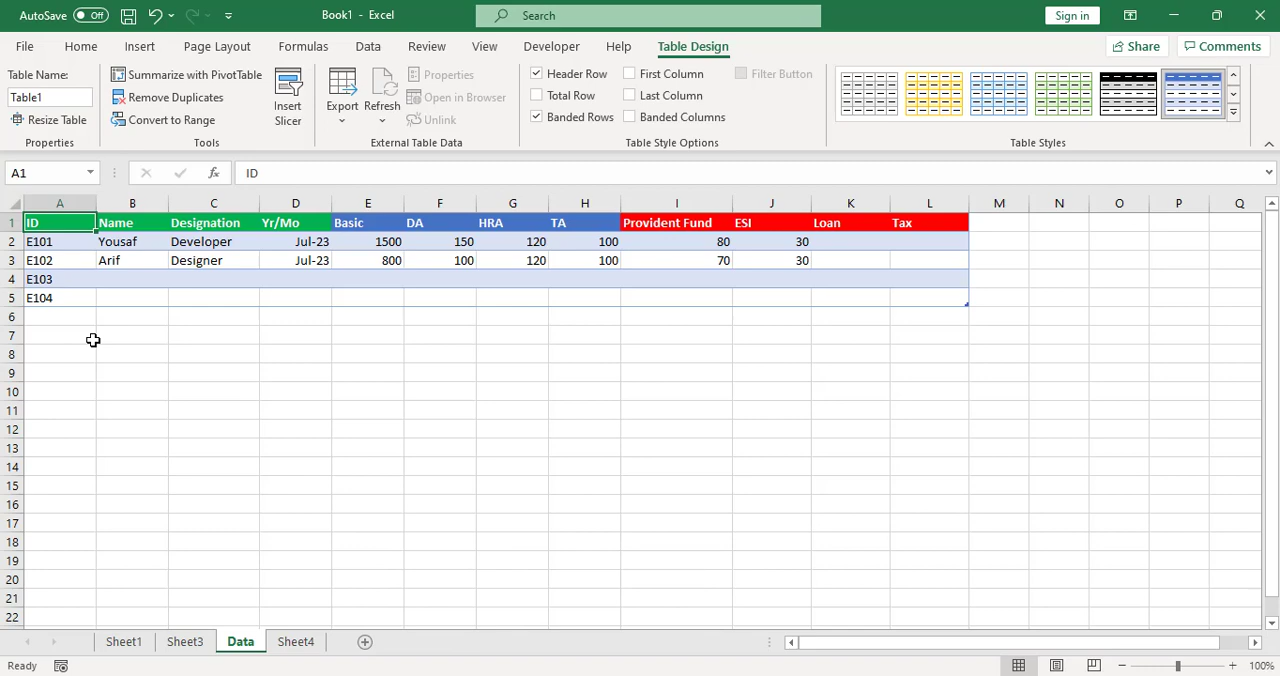 AutoSave Off Book1 - Excel Search Sign in
File Home Insert Page Layout Formulas Data Review View Developer Help Table Design Share Comments
Table Name:
Table1
Resize Table
Properties
Summarize with PivotTable
Remove Duplicates
Convert to Range
Insert
Slicer
Tools
Export Refresh
Properties
Open in Browser
Unlink
External Table Data
Header Row First Column Filter Button
Total Row Last Column
Banded Rows Banded Columns
Table Style Options
Table Styles
A1 fx ID
A B C D E F G H I J K L M N O P Q
1 ID Name Designation Yr/Mo Basic DA HRA TA Provident Fund ESI Loan Tax
2 E101 Yousaf Developer Jul-23 1500 150 120 100 80 30
3 E102 Arif Designer Jul-23 800 100 120 100 70 30
4 E103
5 E104
6
7
8
9
10
11
12
13
14
15
16
17
18
19
20
21
22
Sheet1 Sheet3 Data Sheet4
Ready 100%